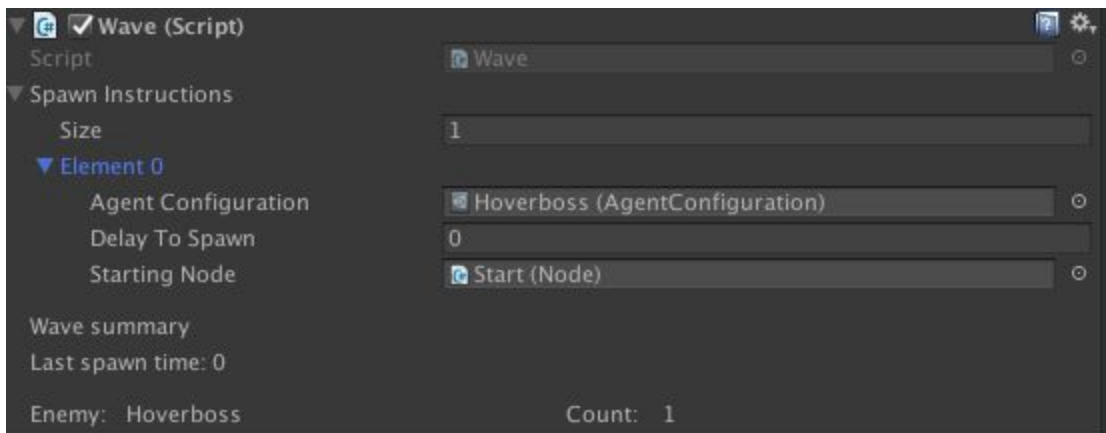 Wave (Script)
Script Wave
Spawn Instructions
Size 1
Element 0
Agent Configuration Hoverboss (AgentConfiguration)
Delay To Spawn 0
Starting Node Start (Node)
Wave summary
Last spawn time: 0
Enemy: Hoverboss Count: 1